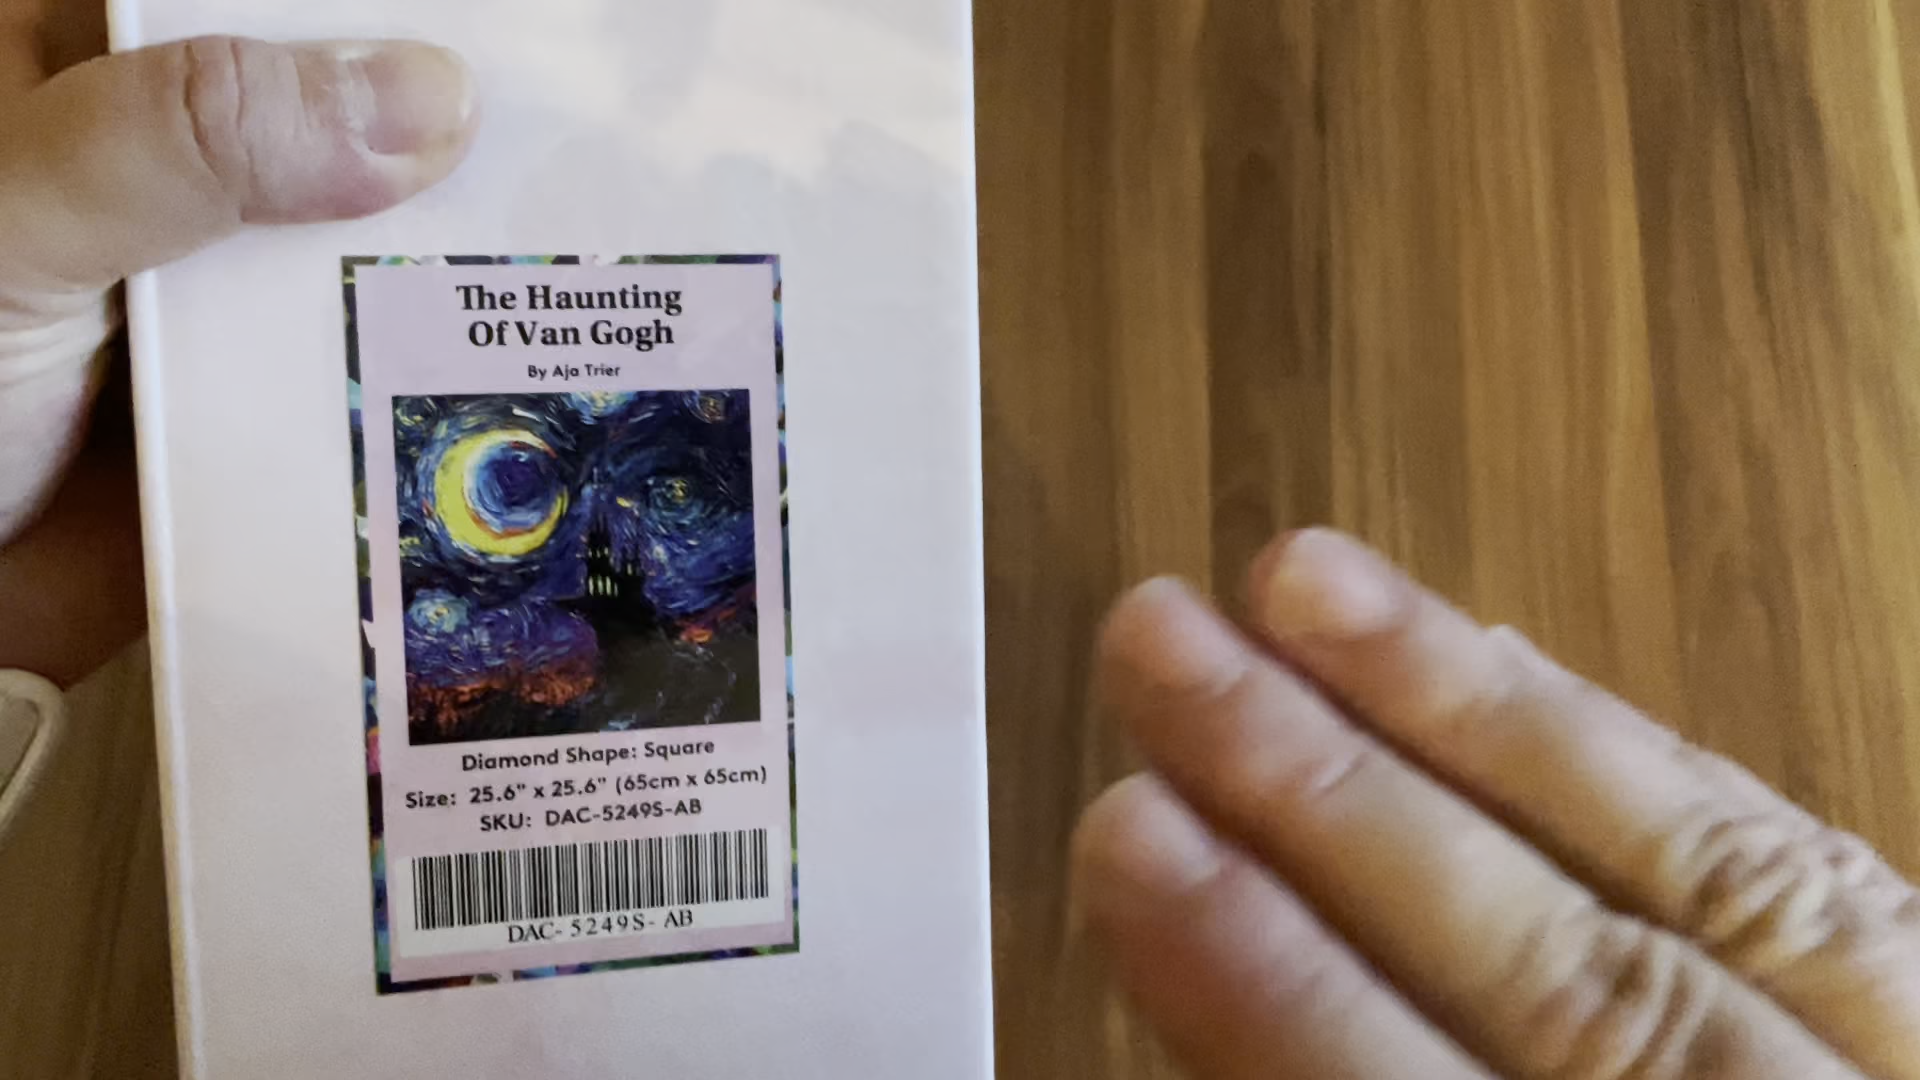 The Haunting
Of Van Gogh
By Aja Trier
Diamond Shape: Square
Size: 25.6" x 25.6" (65cm x 65cm)
SKU: DAC-5249S-AB
DAC- 5249S- AB